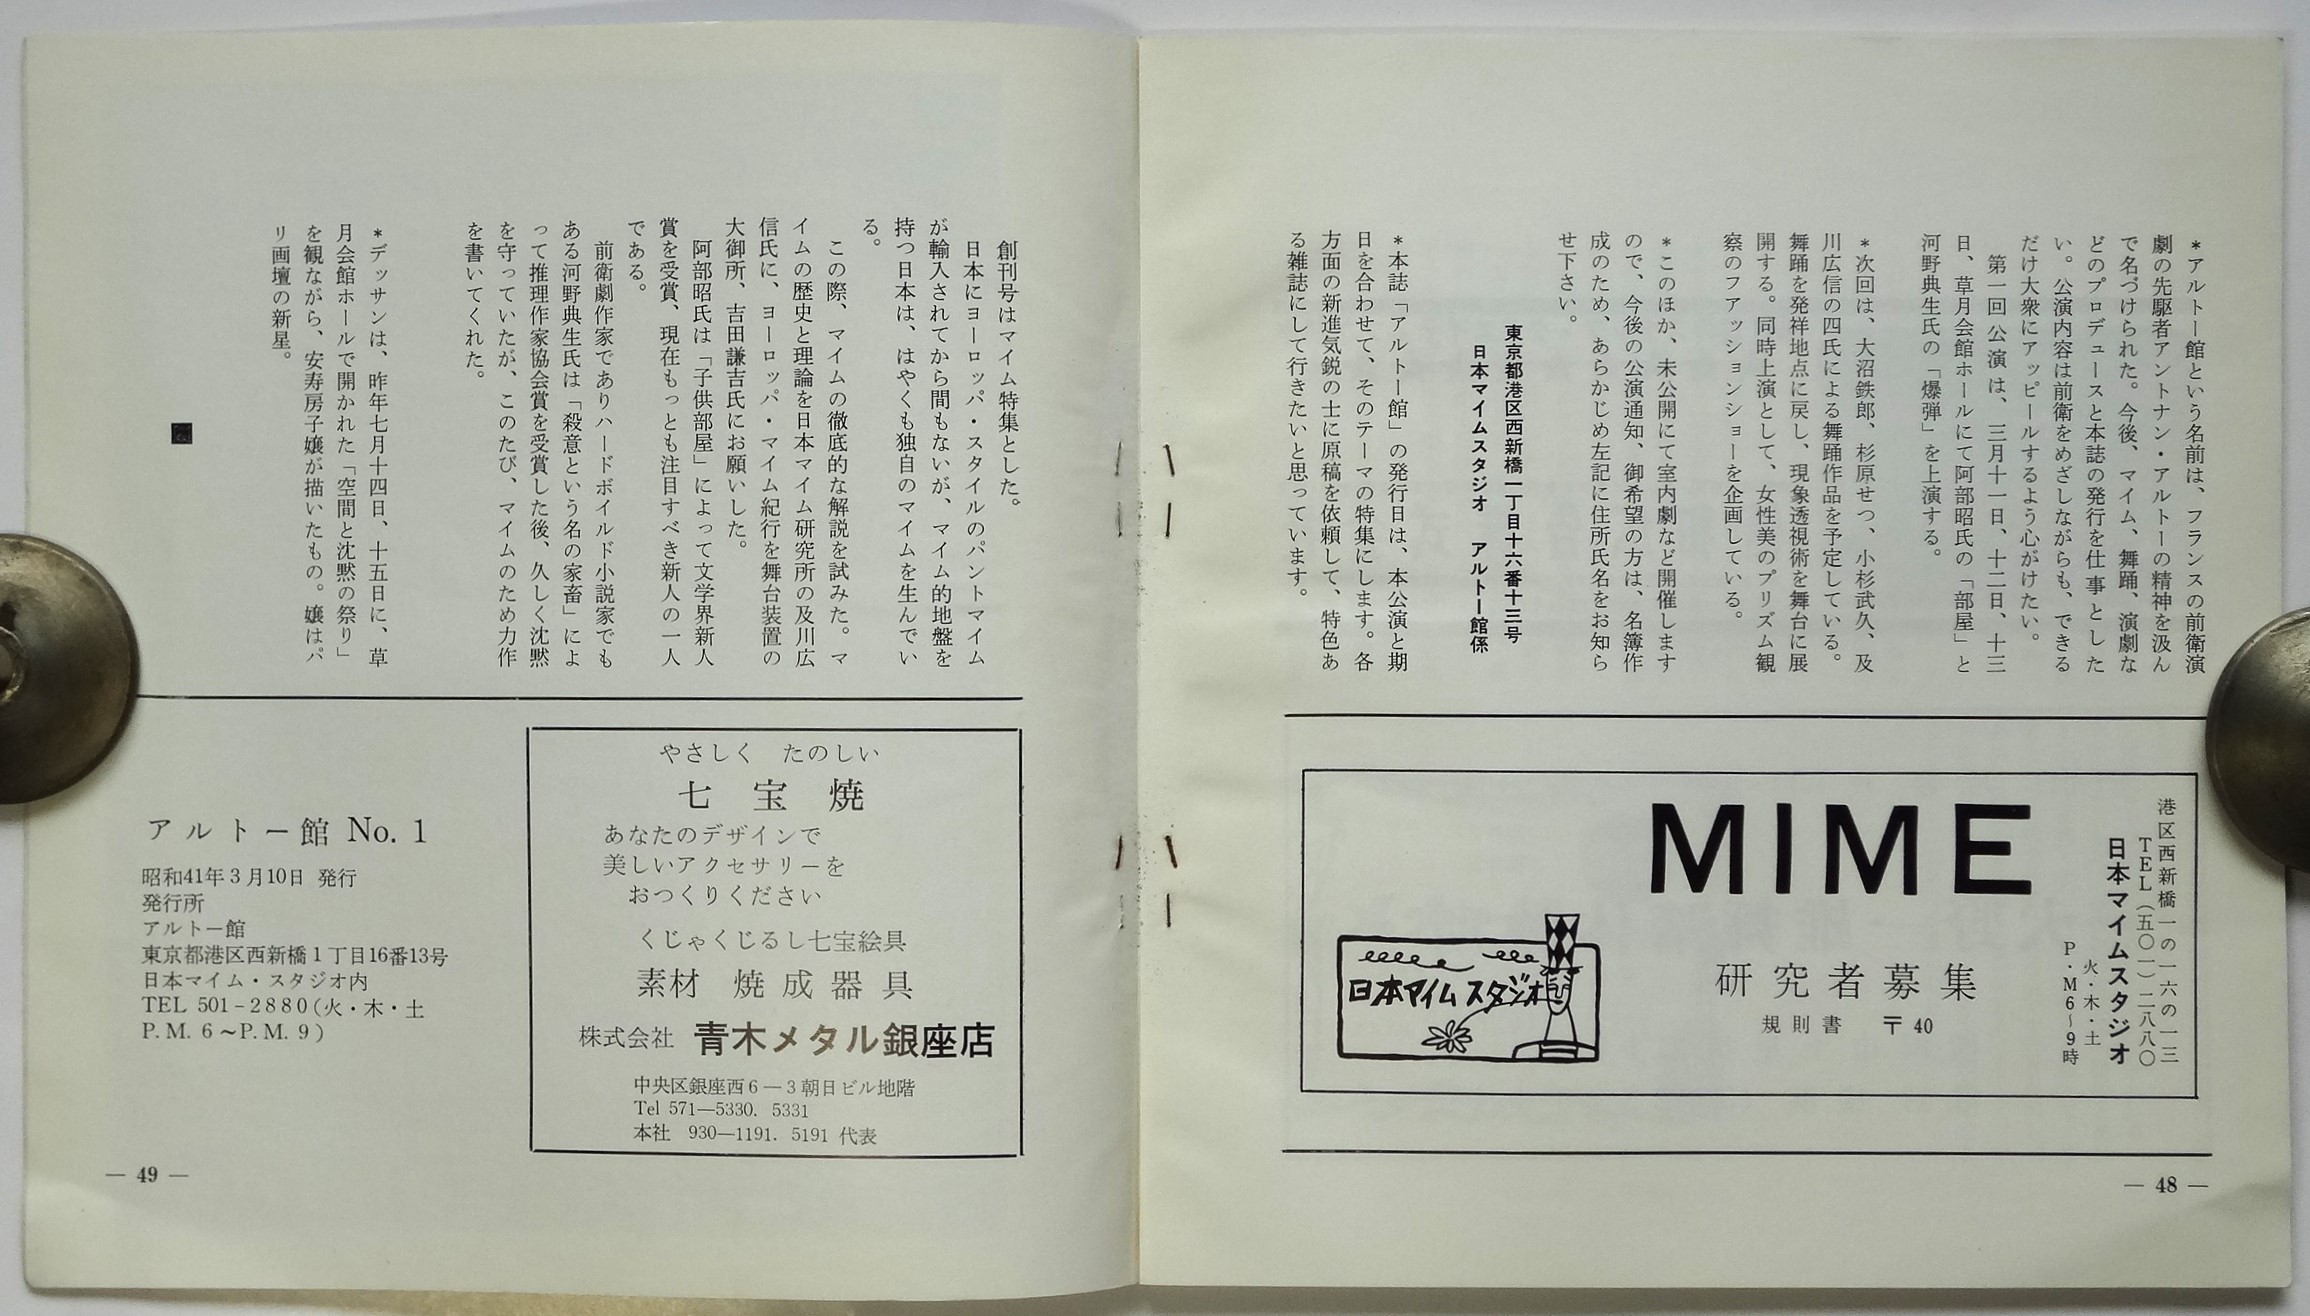 ＊アルトー館という名前は、フランスの前衛演
劇の先駆者アントナン・アルトーの精神を汲ん
で名づけられた。今後、マイム、舞踊、演劇な
どのプロデュースと本誌の発行を仕事とした
い。公演内容は前衛をめざしながらも、できる
だけ大衆にアッピールするよう心がけたい。
第一回公演は、三月十一日、十二日、十三
日、草月会館ホールにて阿部昭氏の「部屋」と
河野典生氏の「爆弾」を上演する。
＊次回は、大沼鉄郎、杉原せつ、小杉武久、及
川広信の四氏による舞踊作品を予定している。
舞踊を発祥地点に戻し、現象透視術を舞台に展
開する。同時上演として、女性美のプリズム観
察のファッションショーを企画している。
＊このほか、未公開にて室内劇など開催します
ので、今後の公演通知、御希望の方は、名簿作
成のため、あらかじめ左記に住所氏名をお知ら
せ下さい。
東京都港区西新橋一丁目十六番十三号
日本マイムスタジオ　アルトー館係
＊本誌「アルトー館」の発行日は、本公演と期
日を合わせて、そのテーマの特集にします。各
方面の新進気鋭の士に原稿を依頼して、特色あ
る雑誌にして行きたいと思っています。
港区西新橋一の一六の一三
TEL（五〇一）二八八〇
日本マイムスタジオ
火・木・土
P・M6～9時
MIME
研究者募集
規則書　〒40
日本マイムスタジオ
— 48 —
創刊号はマイム特集とした。
日本にヨーロッパ・スタイルのパントマイム
が輸入されてから間もないが、マイム的地盤を
持つ日本は、はやくも独自のマイムを生んでい
る。
この際、マイムの徹底的な解説を試みた。マ
イムの歴史と理論を日本マイム研究所の及川広
信氏に、ヨーロッパ・マイム紀行を舞台装置の
大御所、吉田謙吉氏にお願いした。
阿部昭氏は「子供部屋」によって文学界新人
賞を受賞、現在もっとも注目すべき新人の一人
である。
前衛劇作家でありハードボイルド小説家でも
ある河野典生氏は「殺意という名の家畜」によ
って推理作家協会賞を受賞した後、久しく沈黙
を守っていたが、このたび、マイムのため力作
を書いてくれた。
＊デッサンは、昨年七月十四日、十五日に、草
月会館ホールで開かれた「空間と沈黙の祭り」
を観ながら、安寿房子嬢が描いたもの。嬢はパ
リ画壇の新星。
やさしく　たのしい
七宝焼
あなたのデザインで
美しいアクセサリーを
おつくりください
くじゃくじるし七宝絵具
素材　焼成器具
株式会社　青木メタル銀座店
中央区銀座西6—3朝日ビル地階
Tel 571—5330. 5331
本社　930—1191. 5191 代表
アルトー館 No. 1
昭和41年3月10日 発行
発行所
アルトー館
東京都港区西新橋1丁目16番13号
日本マイム・スタジオ内
TEL 501-2880(火・木・土
P.M. 6～P.M. 9)
— 49 —